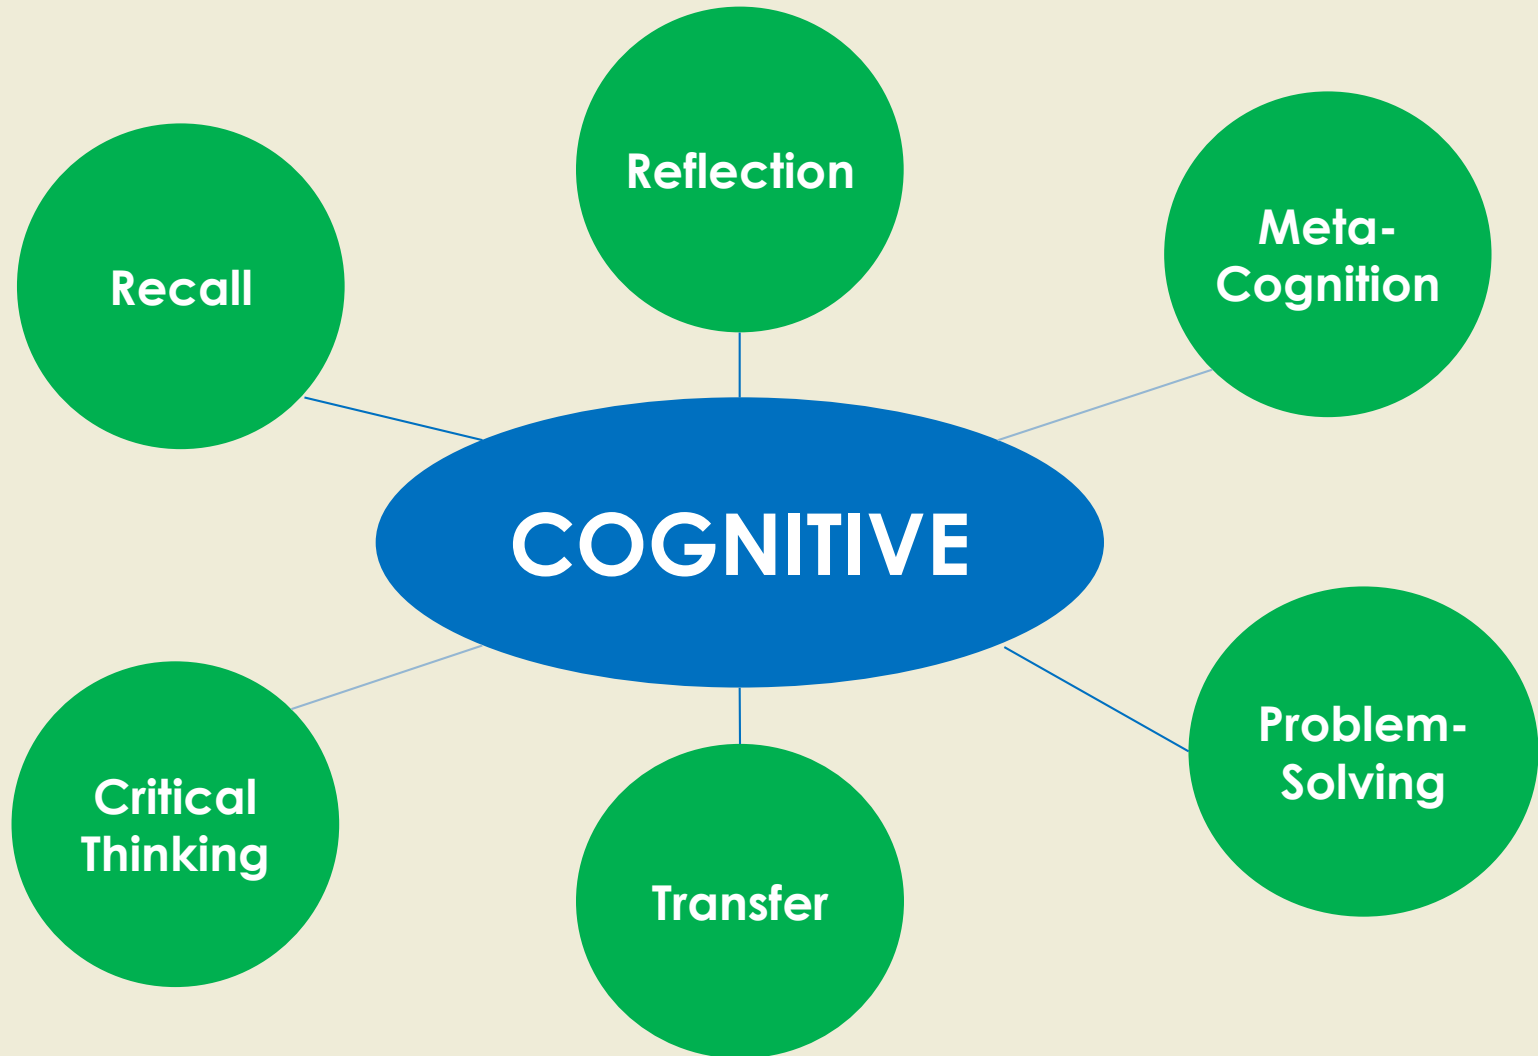 Reflection
Meta-
Cognition
Recall
COGNITIVE
Problem-
Solving
Critical
Thinking
Transfer